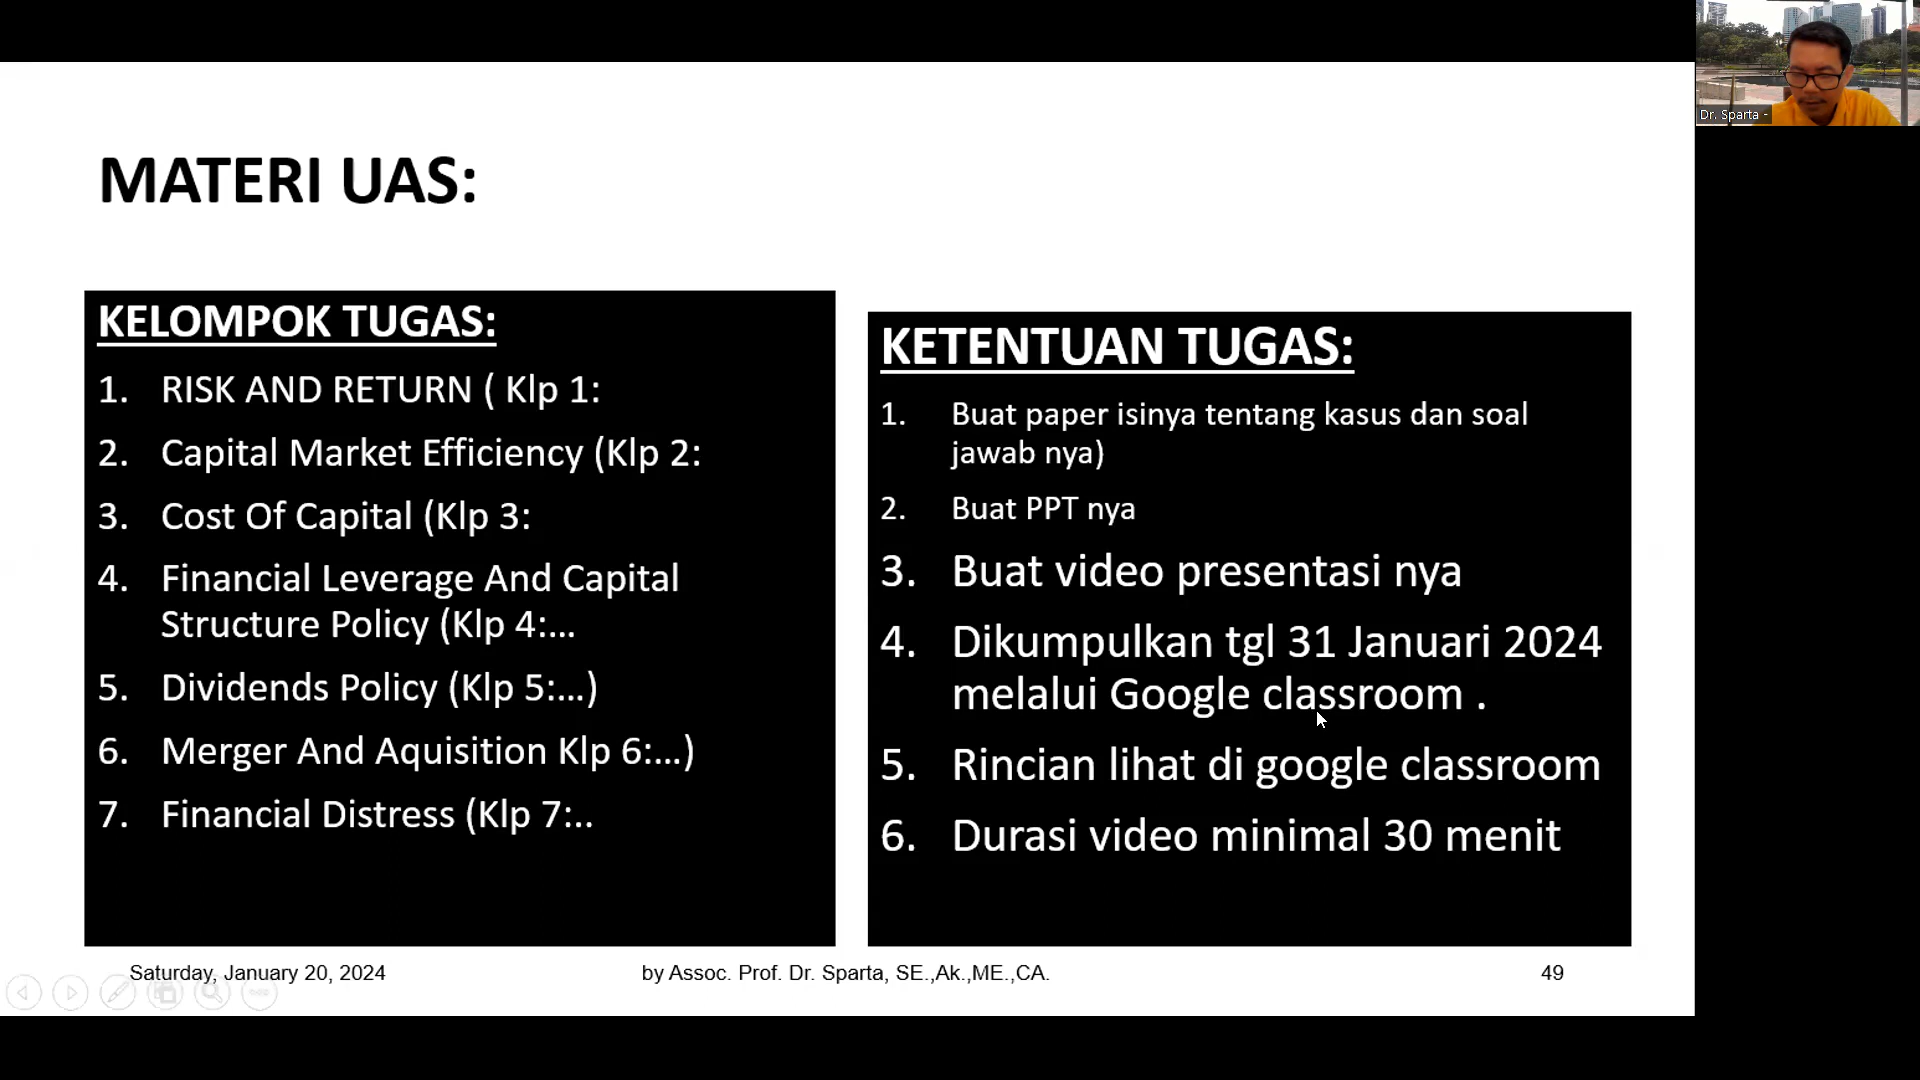 Dr. Sparta -
MATERI UAS:
KELOMPOK TUGAS:
1. RISK AND RETURN ( Klp 1:
2. Capital Market Efficiency (Klp 2:
3. Cost Of Capital (Klp 3:
4. Financial Leverage And Capital
Structure Policy (Klp 4:...
5. Dividends Policy (Klp 5:...)
6. Merger And Aquisition Klp 6:...)
7. Financial Distress (Klp 7:..
KETENTUAN TUGAS:
1. Buat paper isinya tentang kasus dan soal
jawab nya)
2. Buat PPT nya
3. Buat video presentasi nya
4. Dikumpulkan tgl 31 Januari 2024
melalui Google classroom .
5. Rincian lihat di google classroom
6. Durasi video minimal 30 menit
Saturday, January 20, 2024
by Assoc. Prof. Dr. Sparta, SE.,Ak.,ME.,CA.
49